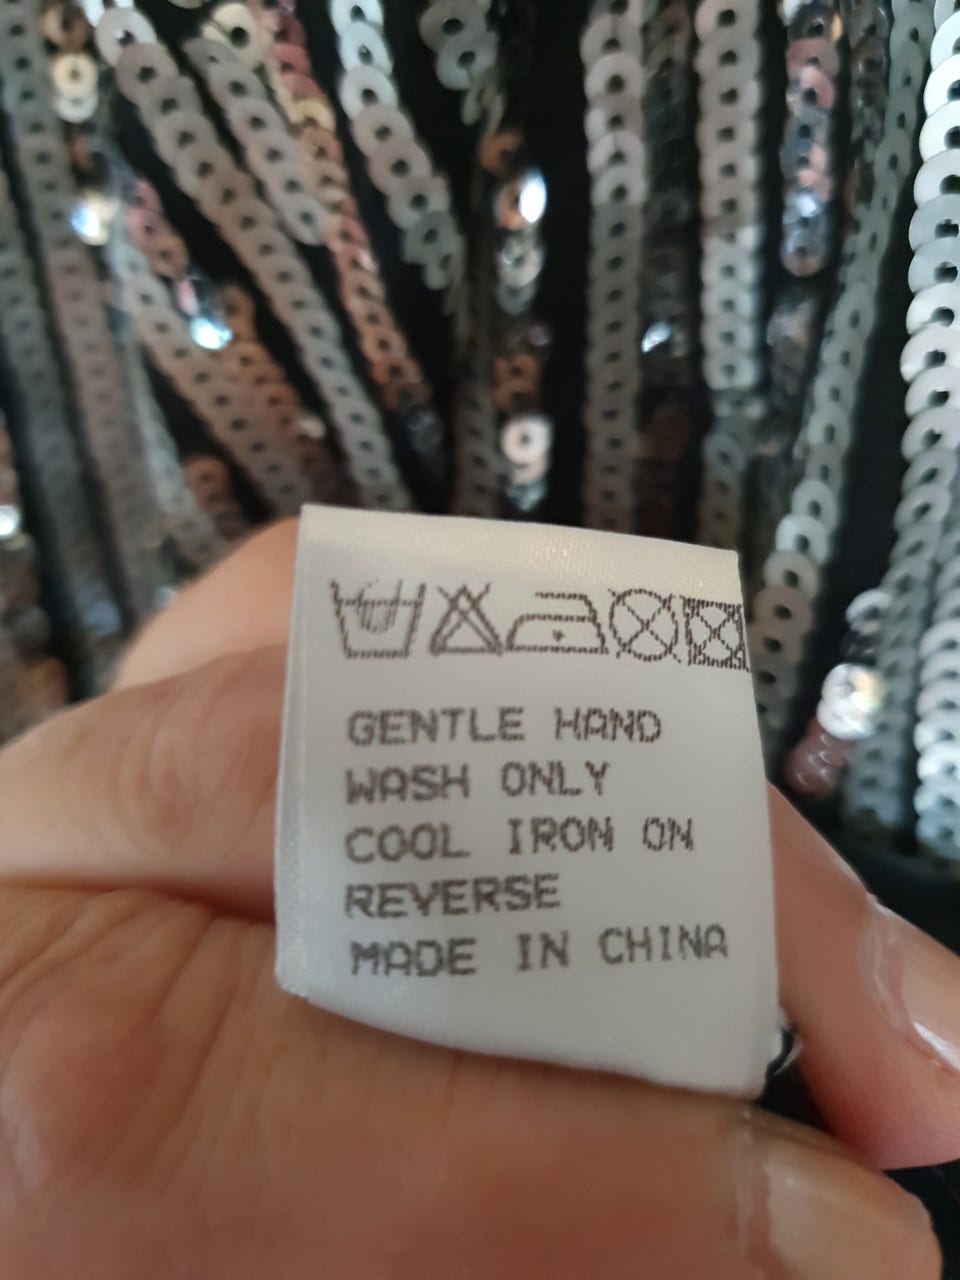 GENTLE HAND
WASH ONLY
COOL IRON ON
REVERSE
MADE IN CHINA